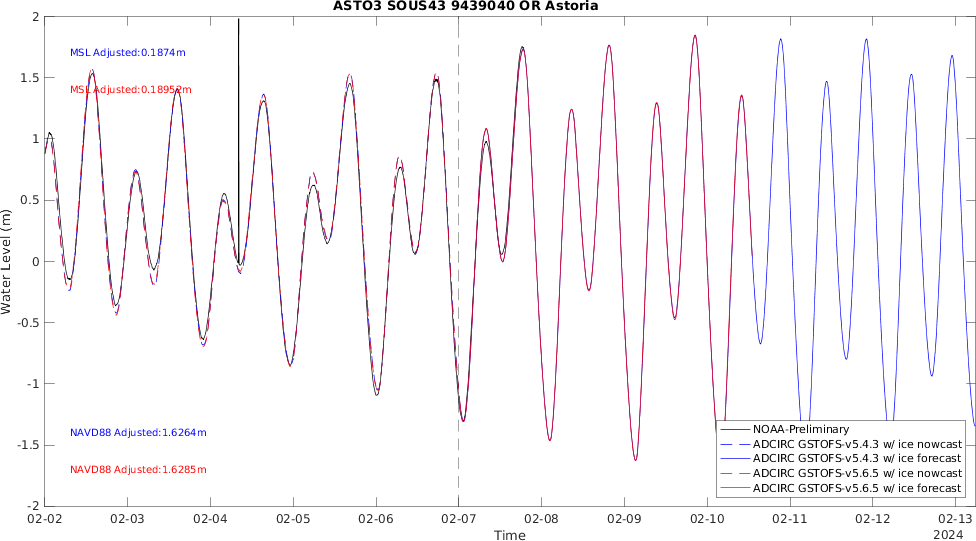 ASTO3 SOUS43 9439040 OR Astoria
2
1.5
1
0.5
0
-0.5
-1
-1.5
-2
Water Level (m)
MSL Adjusted:0.1874m
MSL Adjusted:0.18952m
NAVD88 Adjusted:1.6264m
NAVD88 Adjusted:1.6285m
NOAA-Preliminary
ADCIRC GSTOFS-v5.4.3 w/ ice nowcast
ADCIRC GSTOFS-v5.4.3 w/ ice forecast
ADCIRC GSTOFS-v5.6.5 w/ ice nowcast
ADCIRC GSTOFS-v5.6.5 w/ ice forecast
02-02 02-03 02-04 02-05 02-06 02-07 02-08 02-09 02-10 02-11 02-12 02-13
Time
2024